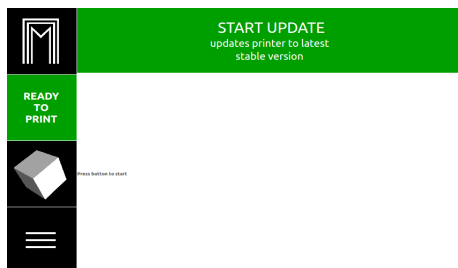 START UPDATE
updates printer to latest
stable version
READY
TO
PRINT
Press button to start